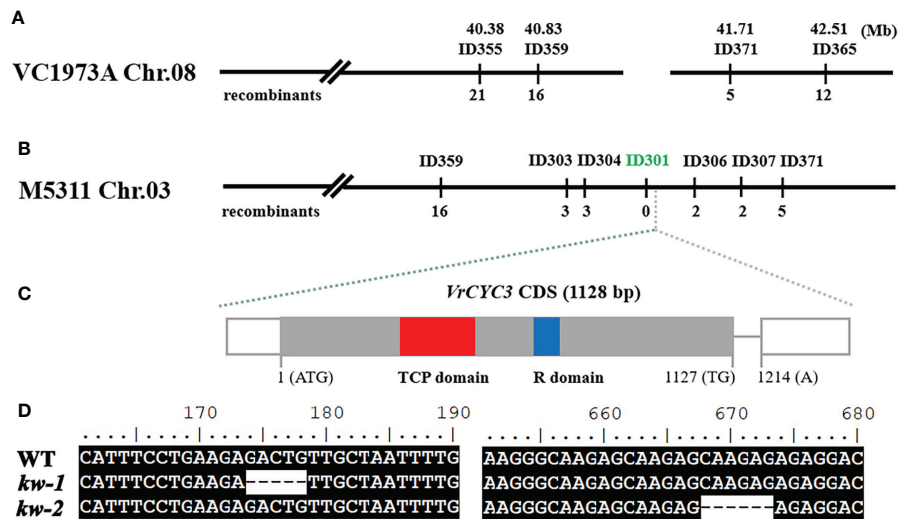 A
40.38 40.83 41.71 42.51 (Mb)
ID355 ID359 ID371 ID365
VC1973A Chr.08
recombinants 21 16 5 12
B
ID359 ID303 ID304 ID301 ID306 ID307 ID371
M5311 Chr.03
recombinants 16 3 3 0 2 2 5
C
VrCYC3 CDS (1128 bp)
1 (ATG) TCP domain R domain 1127 (TG) 1214 (A)
D
170 180 190 660 670 680
WT CATTTCCTGAAGAGACTGTTGCTAATTTTG AAGGGCAAGAGCAAGAGCAAGAGAGAGGAC
kw-1 CATTTCCTGAAGA-----TTGCTAATTTTG AAGGGCAAGAGCAAGAGCAAGAGAGAGGAC
kw-2 CATTTCCTGAAGAGACTGTTGCTAATTTTG AAGGGCAAGAGCAAGAG------AGAGGAC